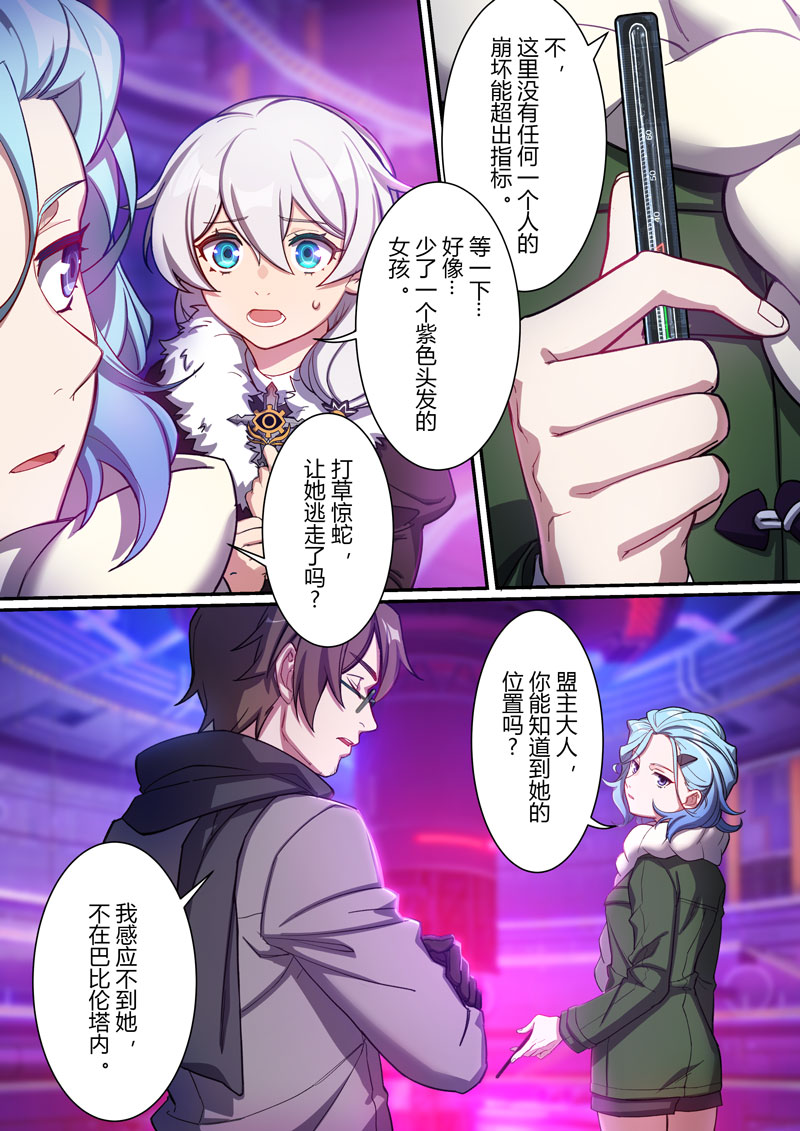 不，
这里没有任何一个人的
崩坏能超出指标。
60
50
40
等一下…
好像…
少了一个紫色头发的
女孩。
打草惊蛇，
让她逃走了吗？
盟主大人，
你能知道到她的
位置吗？
我感应不到她，
不在巴比伦塔内。